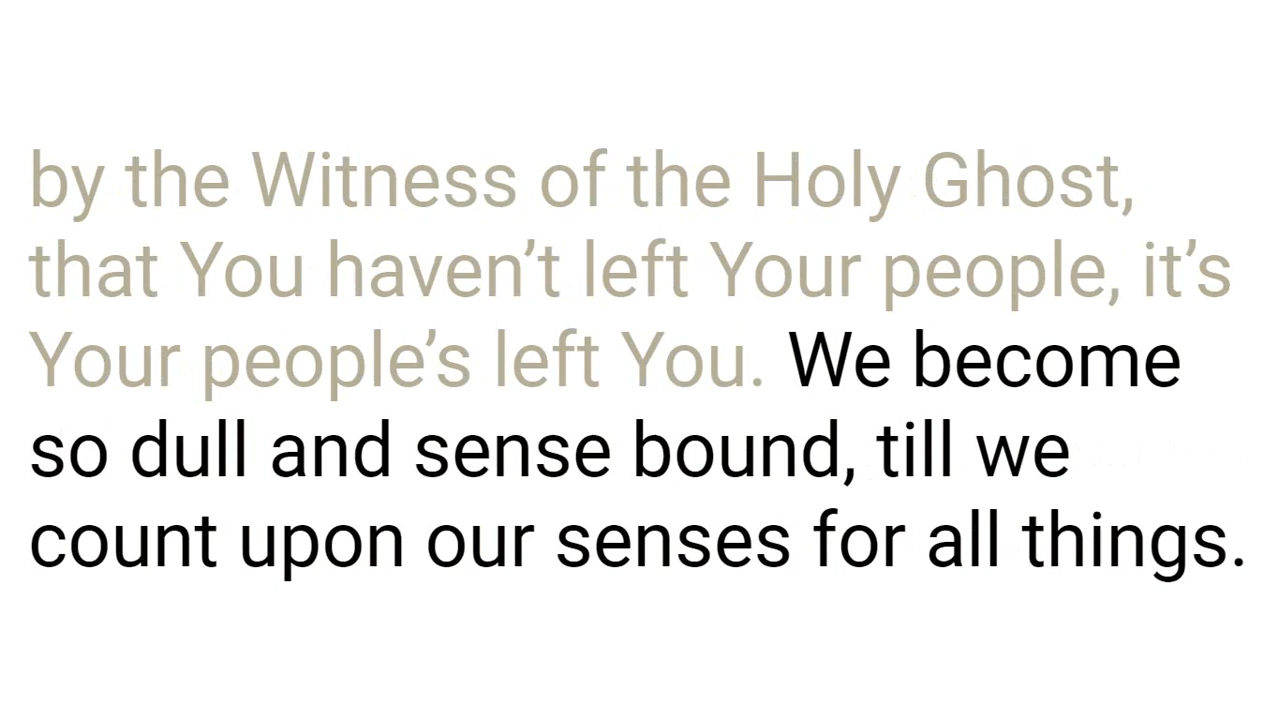 by the Witness of the Holy Ghost,
that You haven’t left Your people, it’s
Your people’s left You. We become
so dull and sense bound, till we
count upon our senses for all things.